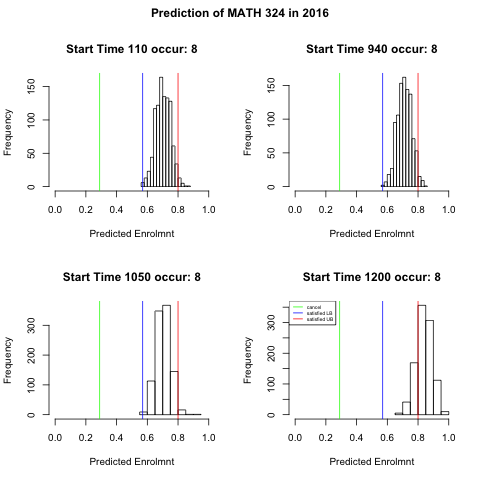 Prediction of MATH 324 in 2016
Start Time 110 occur: 8
Frequency
0 50 100 150
0.0 0.2 0.4 0.6 0.8 1.0
Predicted Enrolmnt
Start Time 940 occur: 8
Frequency
0 50 100 150
0.0 0.2 0.4 0.6 0.8 1.0
Predicted Enrolmnt
Start Time 1050 occur: 8
Frequency
0 100 200 300
0.0 0.2 0.4 0.6 0.8 1.0
Predicted Enrolmnt
Start Time 1200 occur: 8
cancel
satisfied LB
satisfied UB
Frequency
0 100 200 300
0.0 0.2 0.4 0.6 0.8 1.0
Predicted Enrolmnt